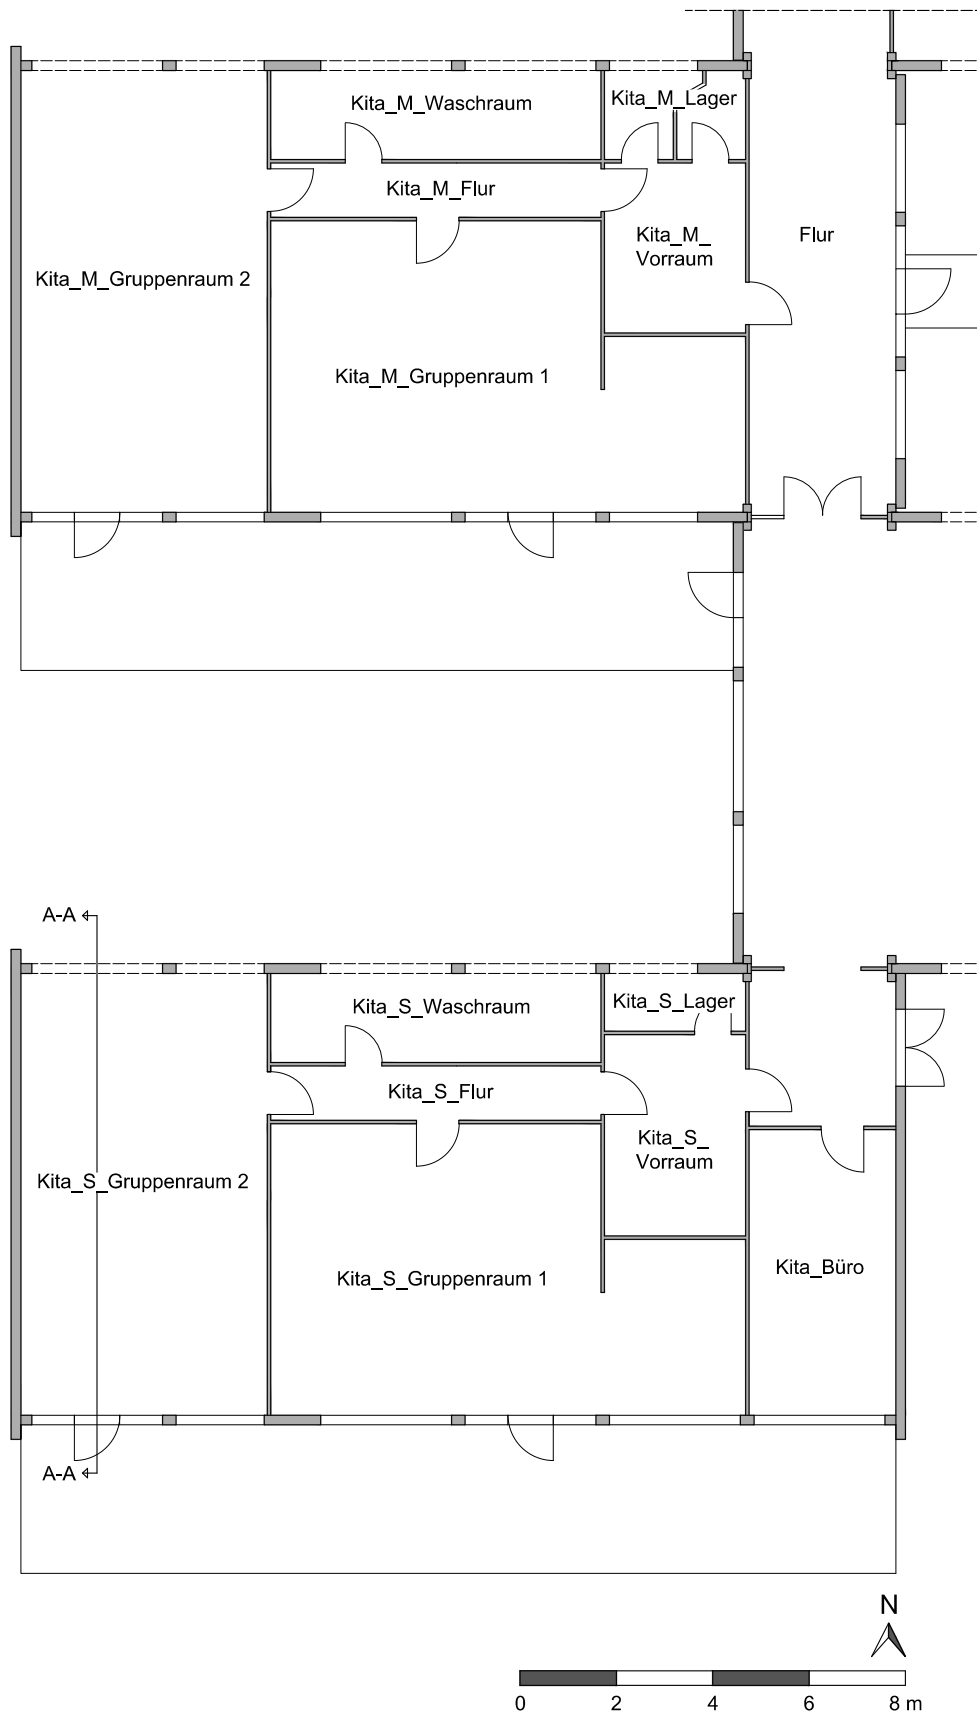 Kita_M_Waschraum
Kita_M_Lager
Kita_M_Flur
Kita_M_
Vorraum
Flur
Kita_M_Gruppenraum 2
Kita_M_Gruppenraum 1
A-A
Kita_S_Waschraum
Kita_S_Lager
Kita_S_Flur
Kita_S_
Vorraum
Kita_S_Gruppenraum 2
Kita_S_Gruppenraum 1
Kita_Büro
A-A
N
0 2 4 6 8 m